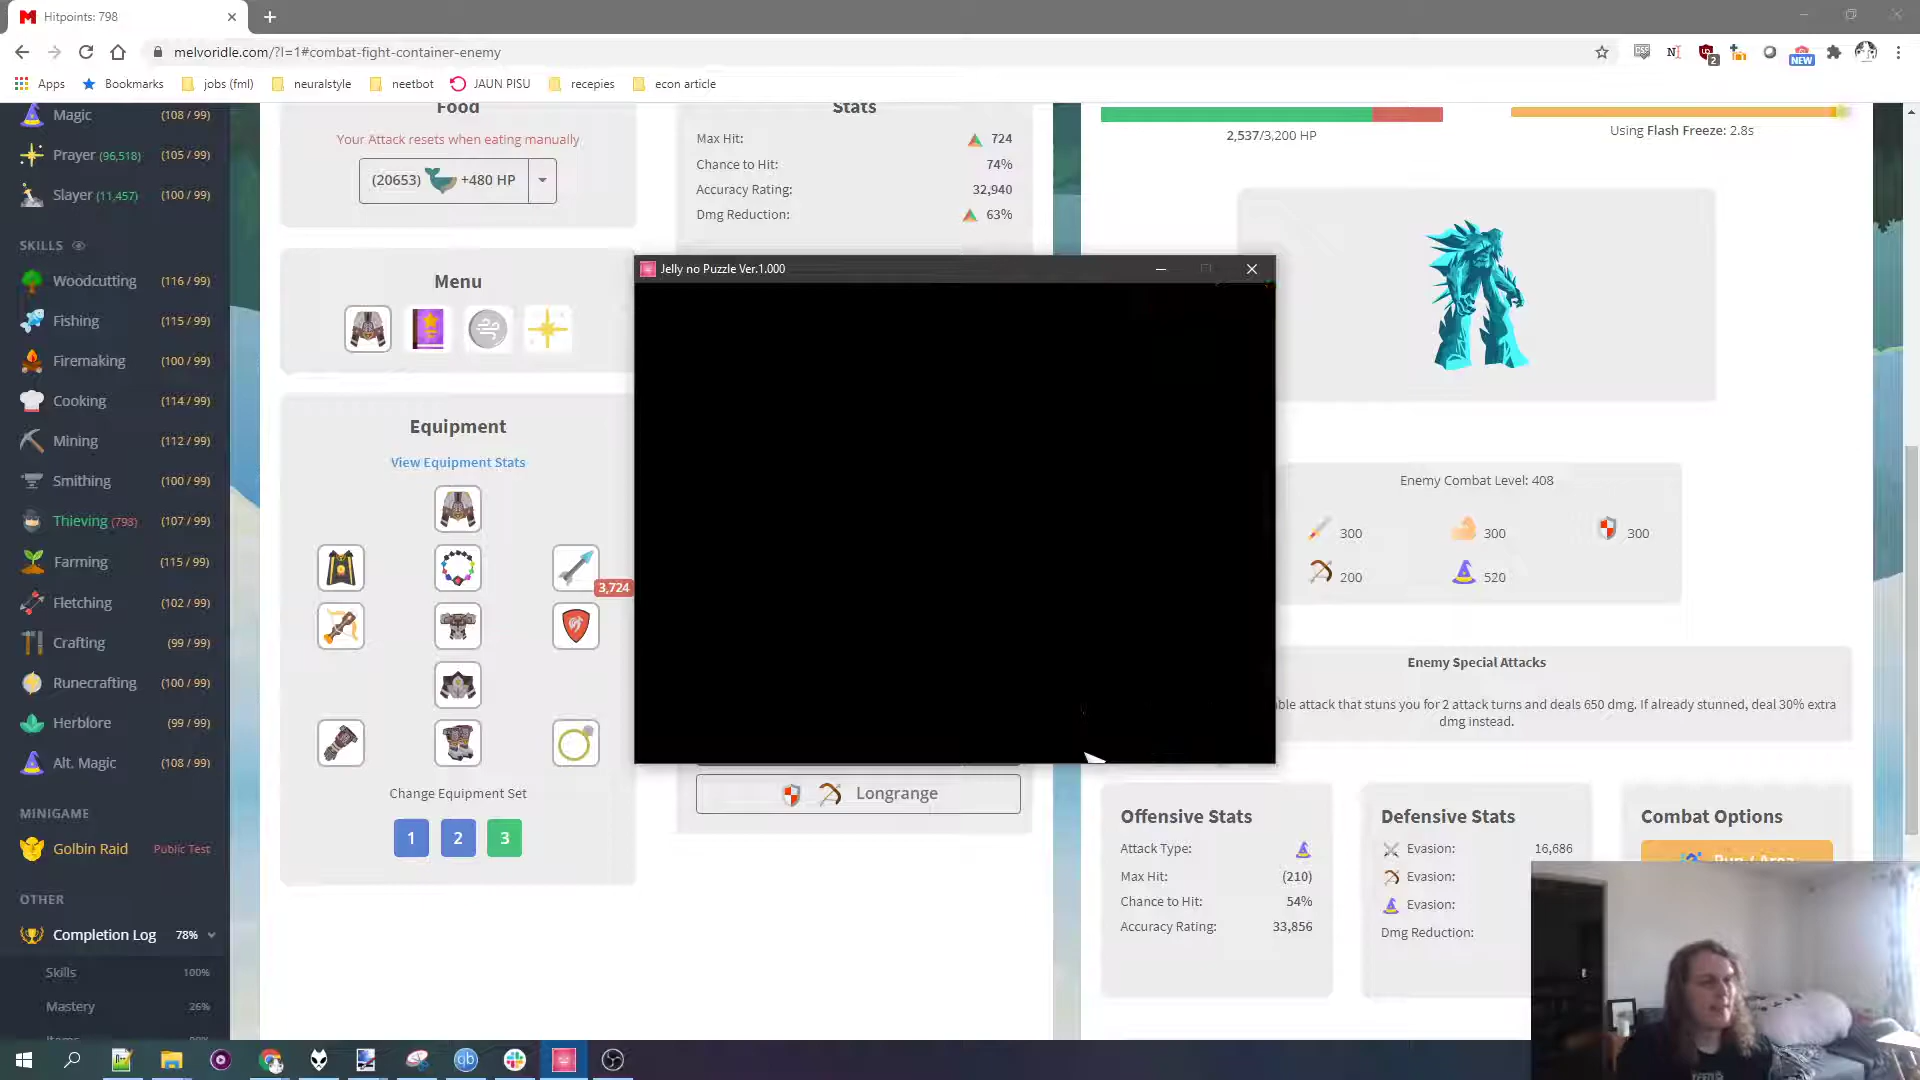 Hitpoints: 798
melvoridle.com/?l=1#combat-fight-container-enemy
2
NEW
Apps
Bookmarks
jobs (fml)
neuralstyle
neetbot
JAUN PISU
recepies
econ article
Magic (108 / 99)
Prayer (96,518) (105 / 99)
Slayer (11,457) (100 / 99)
SKILLS
Woodcutting (116 / 99)
Fishing (115 / 99)
Firemaking (100 / 99)
Cooking (114 / 99)
Mining (112 / 99)
Smithing (100 / 99)
Thieving (798) (107 / 99)
Farming (115 / 99)
Fletching (102 / 99)
Crafting (99 / 99)
Runecrafting (100 / 99)
Herblore (99 / 99)
Alt. Magic (108 / 99)
MINIGAME
Golbin Raid Public Test
OTHER
Completion Log 78%
Skills 100%
Mastery 26%
Food
Your Attack resets when eating manually
(20653) +480 HP
Menu
Equipment
View Equipment Stats
3,724
Change Equipment Set
1 2 3
Stats
Max Hit: 724
Chance to Hit: 74%
Accuracy Rating: 32,940
Dmg Reduction: 63%
Jelly no Puzzle Ver.1.000
Longrange
2,537/3,200 HP
Using Flash Freeze: 2.8s
Enemy Combat Level: 408
300 300 300
200 520
Enemy Special Attacks
ble attack that stuns you for 2 attack turns and deals 650 dmg. If already stunned, deal 30% extra
dmg instead.
Offensive Stats
Attack Type:
Max Hit: (210)
Chance to Hit: 54%
Accuracy Rating: 33,856
Defensive Stats
Evasion: 16,686
Evasion:
Evasion:
Dmg Reduction:
Combat Options
Run / Area
qb